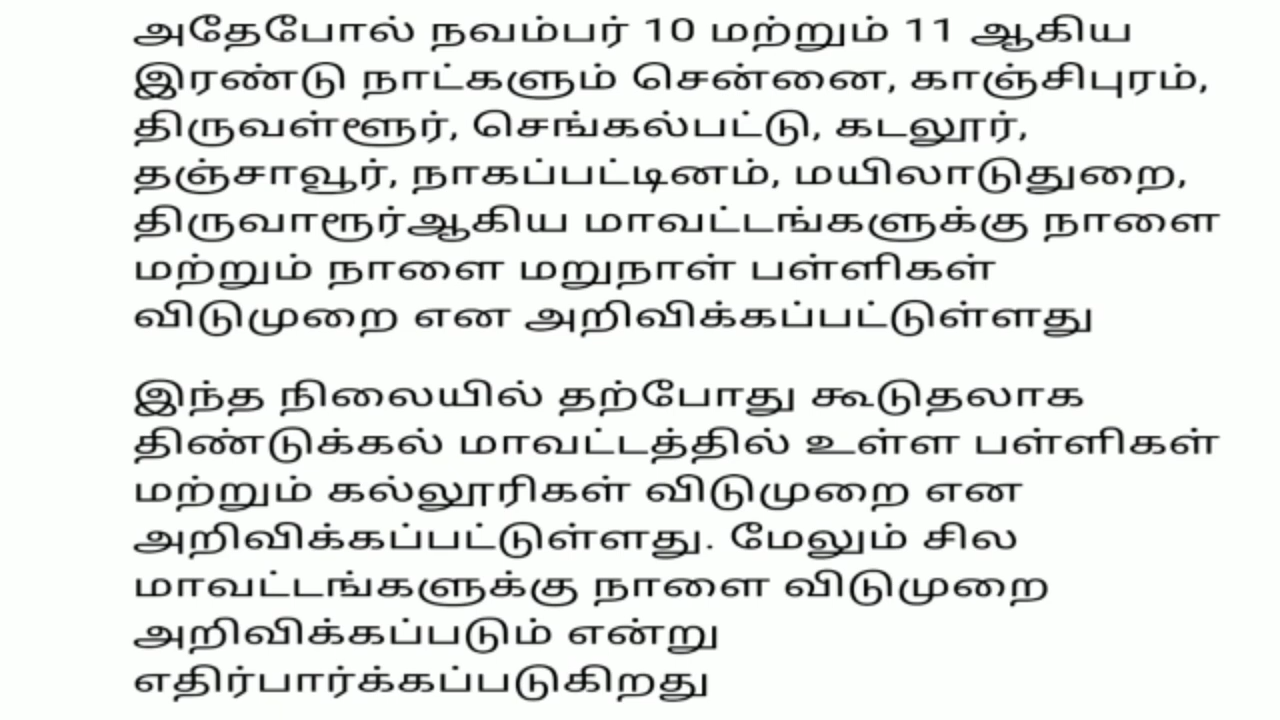 அதேபோல் நவம்பர் 10 மற்றும் 11 ஆகிய
இரண்டு நாட்களும் சென்னை, காஞ்சிபுரம்,
திருவள்ளூர், செங்கல்பட்டு, கடலூர்,
தஞ்சாவூர், நாகப்பட்டினம், மயிலாடுதுறை,
திருவாரூர்ஆகிய மாவட்டங்களுக்கு நாளை
மற்றும் நாளை மறுநாள் பள்ளிகள்
விடுமுறை என அறிவிக்கப்பட்டுள்ளது
இந்த நிலையில் தற்போது கூடுதலாக
திண்டுக்கல் மாவட்டத்தில் உள்ள பள்ளிகள்
மற்றும் கல்லூரிகள் விடுமுறை என
அறிவிக்கப்பட்டுள்ளது. மேலும் சில
மாவட்டங்களுக்கு நாளை விடுமுறை
அறிவிக்கப்படும் என்று
எதிர்பார்க்கப்படுகிறது